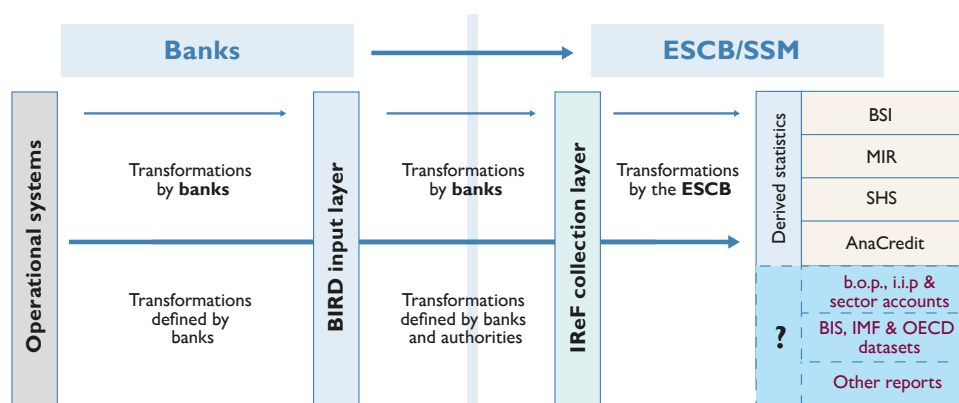 Banks
ESCB/SSM
Operational systems
Transformations
by banks
BIRD input layer
Transformations
by banks
IReF collection layer
Transformations
by the ESCB
Derived statistics
BSI
MIR
SHS
AnaCredit
Transformations
defined by
banks
Transformations
defined by banks
and authorities
?
b.o.p., i.i.p &
sector accounts
BIS, IMF & OECD
datasets
Other reports